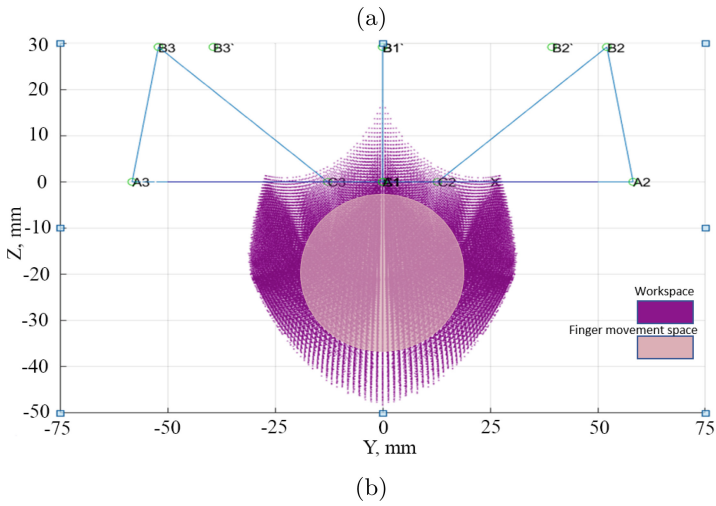 (a)
30
B3
B3`
B1`
B2`
B2
20
10
0
A3
C3
C2
X
A2
-10
-20
-30
-40
-50
Z, mm
Workspace
Finger movement space
-75
-50
-25
0
25
50
75
Y, mm
(b)